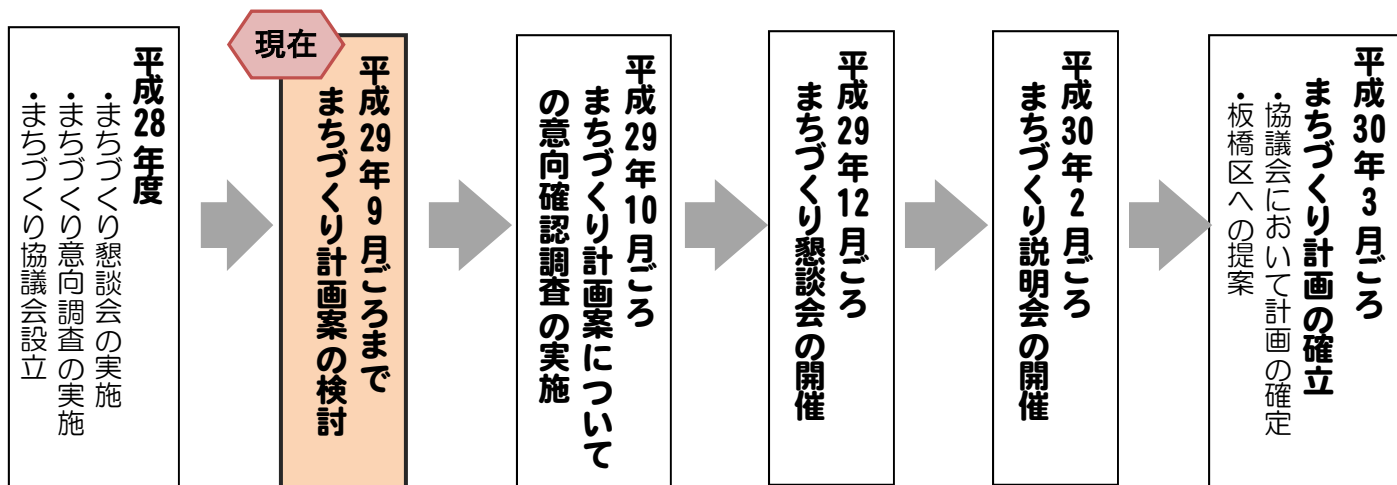 平成28年度
・まちづくり懇談会の実施
・まちづくり意向調査の実施
・まちづくり協議会設立
現在
平成29年9月ごろまで
まちづくり計画案の検討
平成29年10月ごろ
まちづくり計画案について
の意向確認調査の実施
平成29年12月ごろ
まちづくり懇談会の開催
平成30年2月ごろ
まちづくり説明会の開催
平成30年3月ごろ
まちづくり計画の確立
・協議会において計画の確定
・板橋区への提案